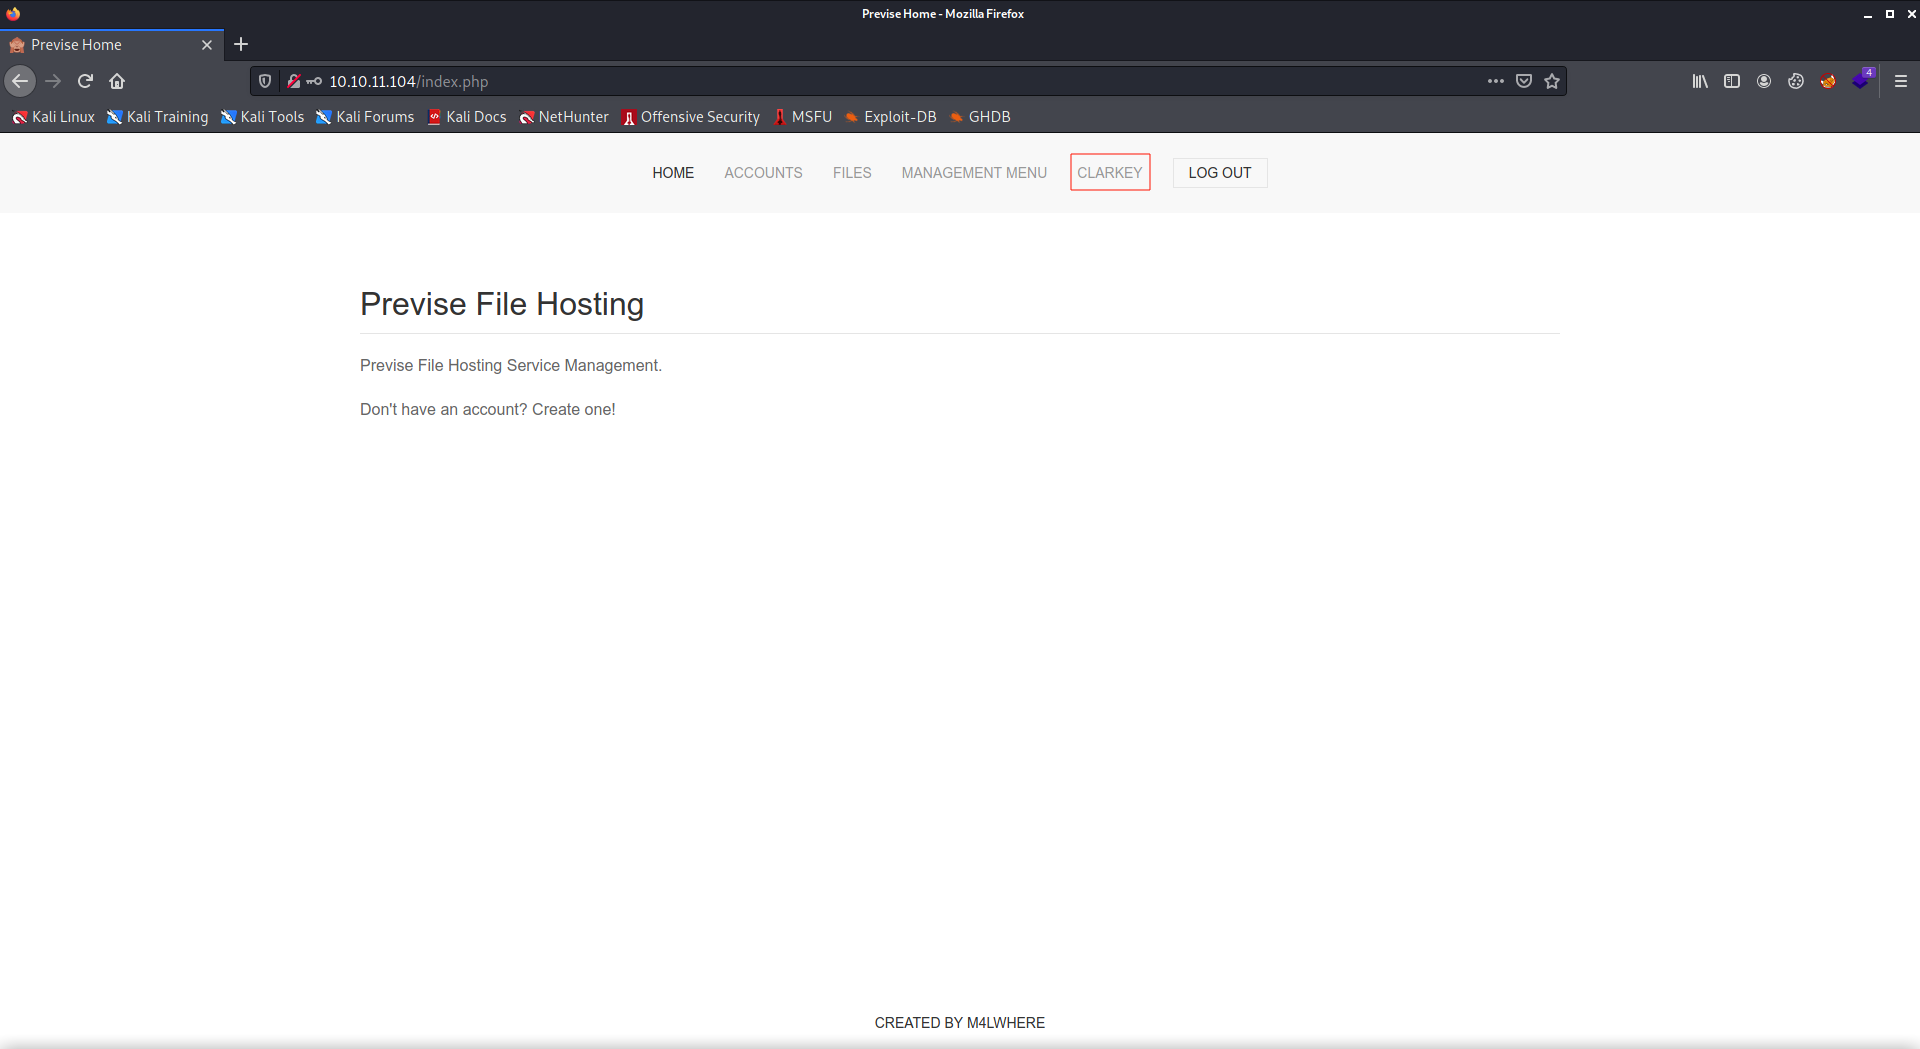 Previse Home - Mozilla Firefox
Previse Home
10.10.11.104/index.php
4
Kali Linux Kali Training Kali Tools Kali Forums Kali Docs NetHunter Offensive Security MSFU Exploit-DB GHDB
HOME ACCOUNTS FILES MANAGEMENT MENU CLARKEY LOG OUT
Previse File Hosting
Previse File Hosting Service Management.
Don't have an account? Create one!
CREATED BY M4LWHERE